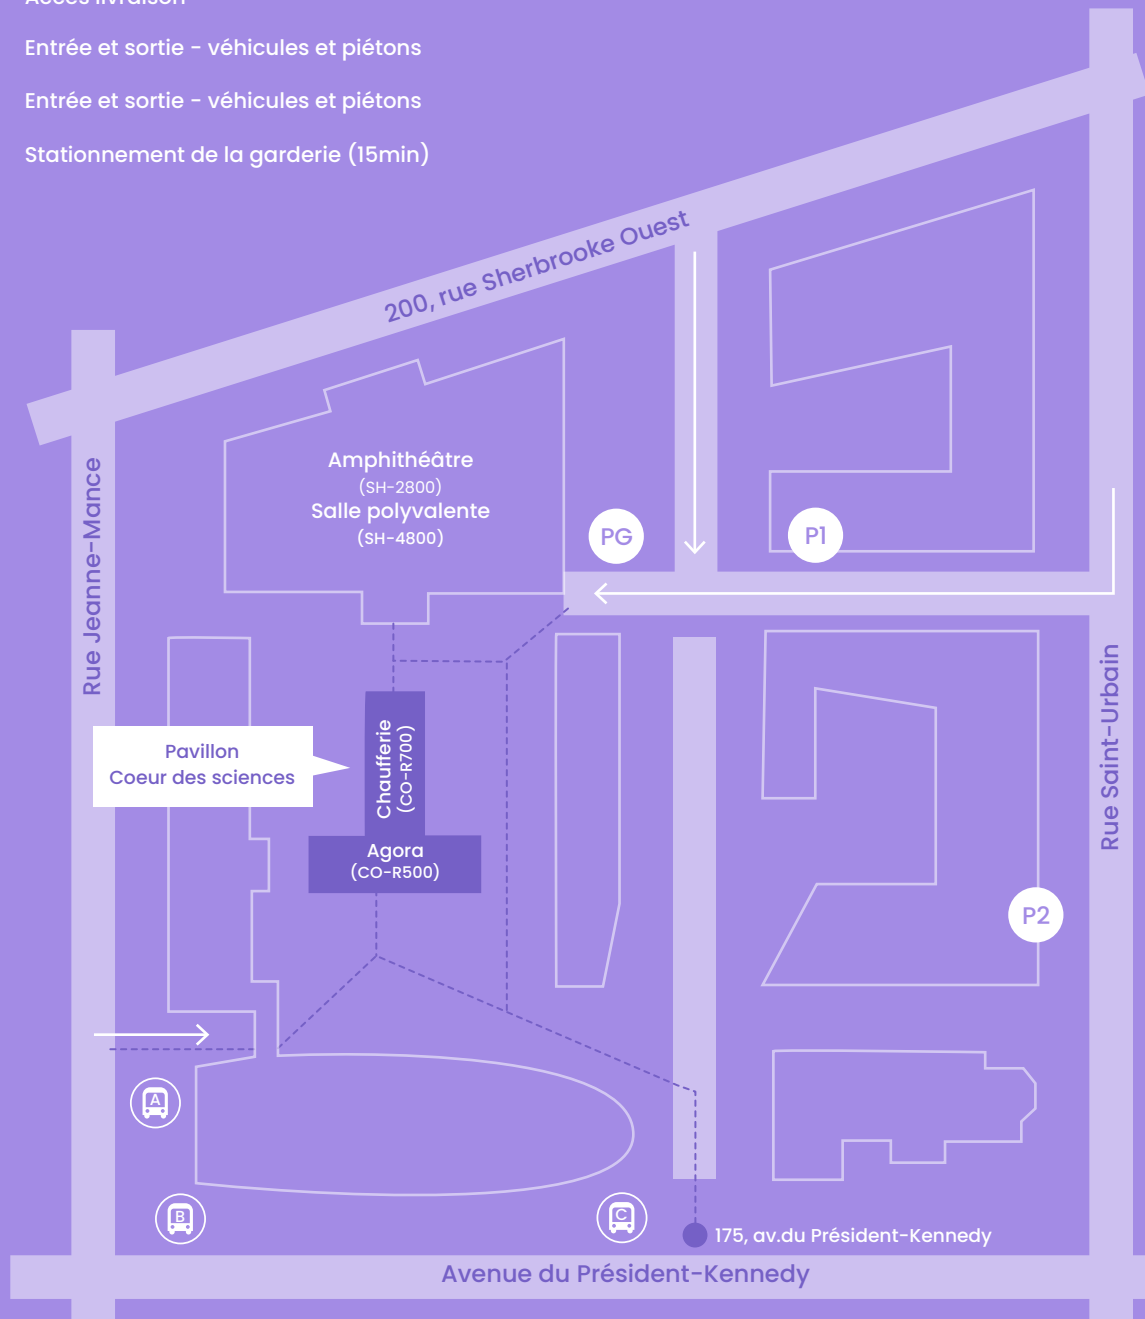 Accès livraison
Entrée et sortie - véhicules et piétons
Entrée et sortie - véhicules et piétons
Stationnement de la garderie (15min)
200, rue Sherbrooke Ouest
Rue Jeanne-Mance
Amphithéâtre
(SH-2800)
Salle polyvalente
(SH-4800)
PG
P1
Rue Saint-Urbain
Pavillon
Coeur des sciences
Chaufferie
(CO-R700)
Agora
(CO-R500)
P2
A
B
C
175, av.du Président-Kennedy
Avenue du Président-Kennedy